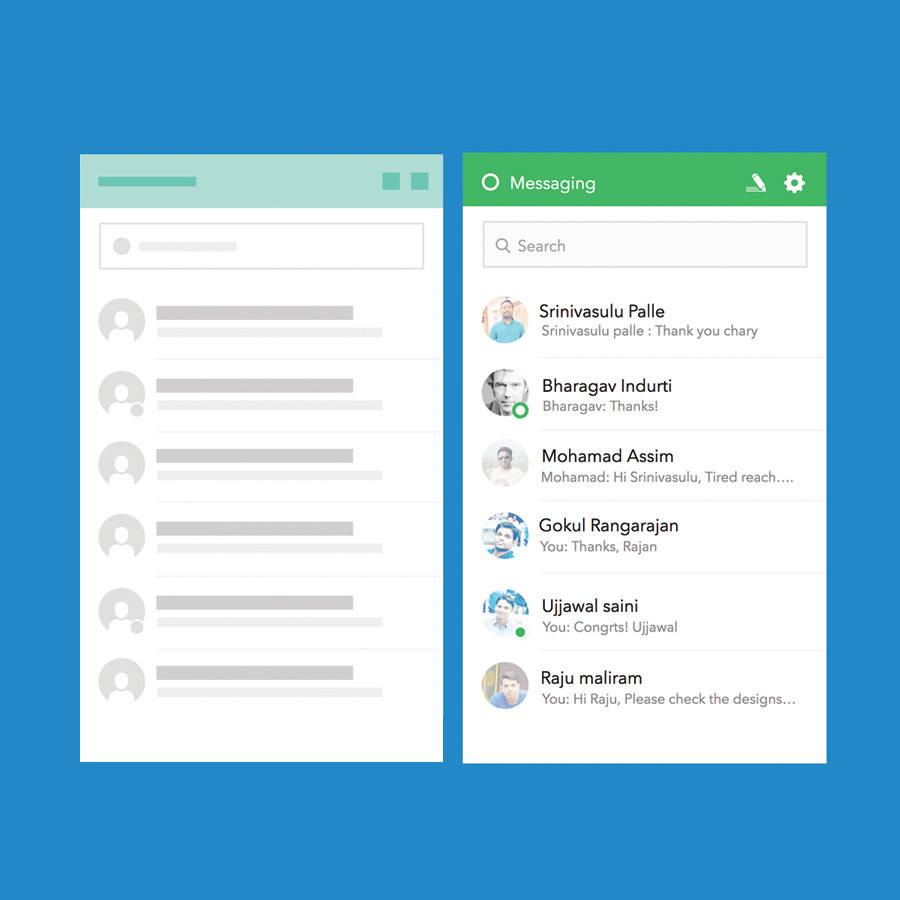 Messaging
Search
Srinivasulu Palle
Srinivasulu palle : Thank you chary
Bharagav Indurti
Bharagav: Thanks!
Mohamad Assim
Mohamad: Hi Srinivasulu, Tired reach....
Gokul Rangarajan
You: Thanks, Rajan
Ujjawal saini
You: Congrts! Ujjawal
Raju maliram
You: Hi Raju, Please check the designs...